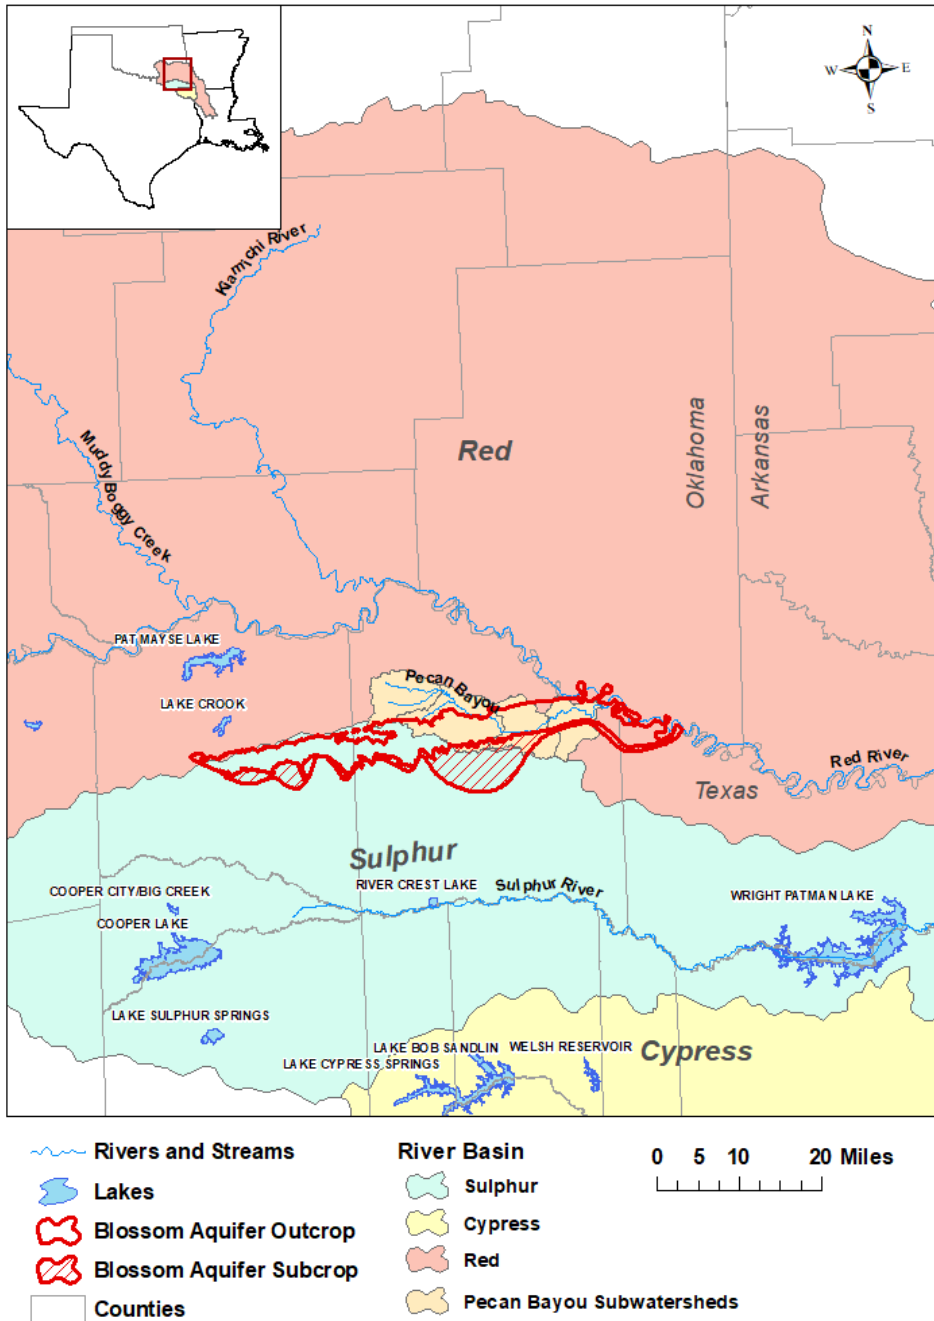 N
W E
S
Kiamichi River
Muddy Boggy Creek
Red
Oklahoma
Arkansas
PAT MAYSE LAKE
LAKE CROOK
Pecan Bayou
Red River
Texas
Sulphur
COOPER CITY/BIG CREEK
RIVER CREST LAKE
Sulphur River
WRIGHT PATMAN LAKE
COOPER LAKE
LAKE SULPHUR SPRINGS
LAKE BOB SANDLIN
WELSH RESERVOIR
LAKE CYPRESS SPRINGS
Cypress
Rivers and Streams
Lakes
Blossom Aquifer Outcrop
Blossom Aquifer Subcrop
Counties
River Basin
Sulphur
Cypress
Red
Pecan Bayou Subwatersheds
0 5 10 20 Miles